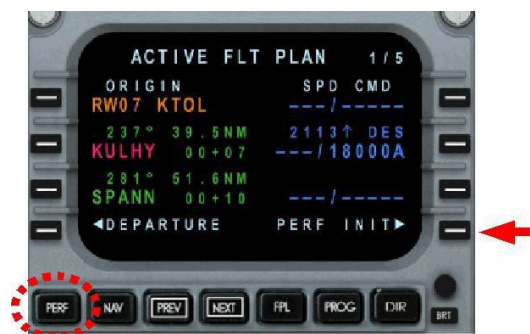 ACTIVE FLT PLAN 1/5
ORIGIN SPD CMD
RW07 KTOL ---/-----
237° 39.5NM 2113↑ DES
KULHY 00+07 ---/18000A
281° 51.6NM
SPANN 00+10 ---/-----
◄DEPARTURE PERF INIT►
PERF NAV PREV NEXT FPL PROG DIR BRT